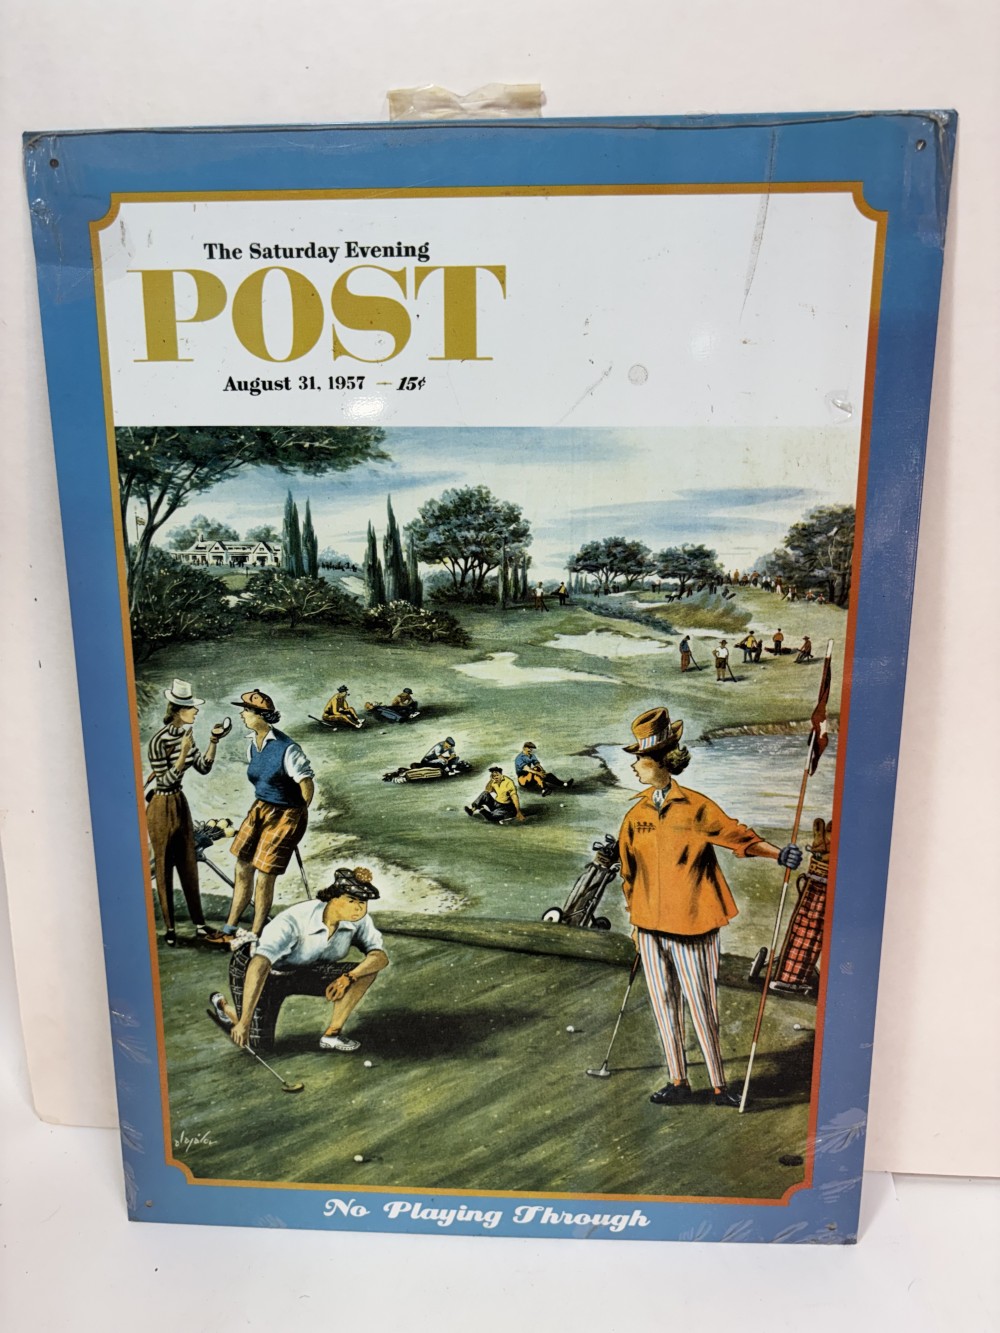 The Saturday Evening
POST
August 31, 1957 – 15¢
No Playing Through